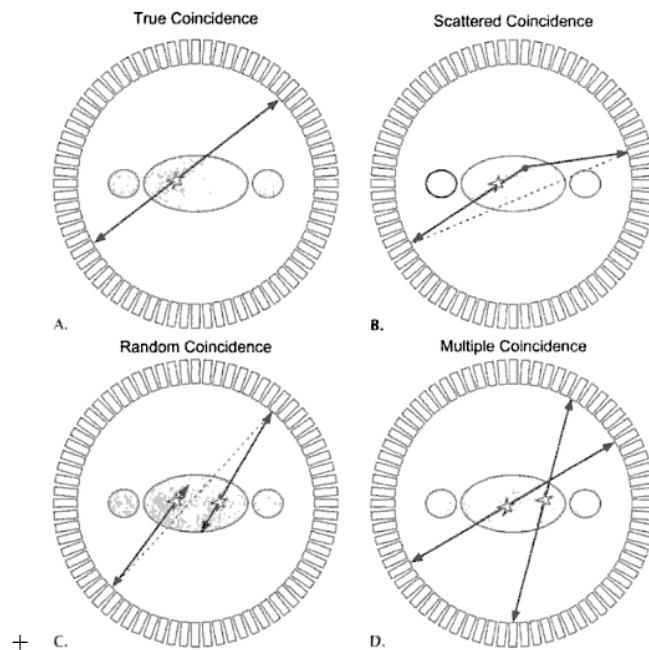 True Coincidence
Scattered Coincidence
A.
B.
Random Coincidence
Multiple Coincidence
C.
D.